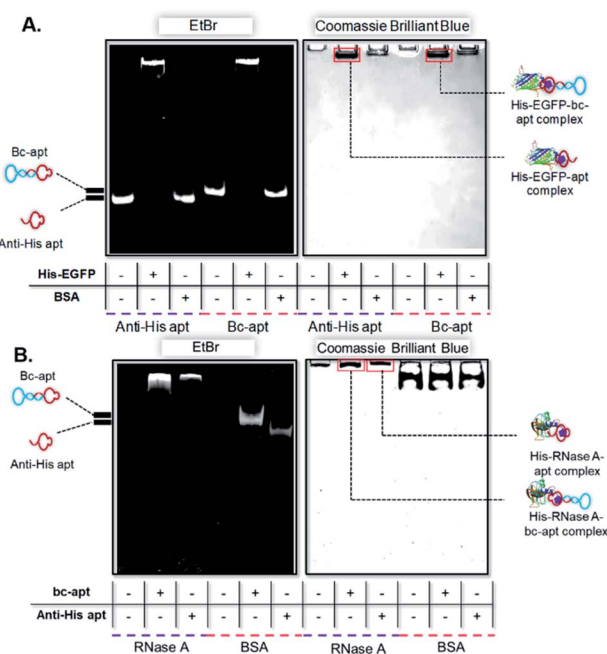 A.
EtBr
Coomassie Brilliant Blue
Bc-apt
Anti-His apt
His-EGFP-bc-
apt complex
His-EGFP-apt
complex
His-EGFP - + - - + - - + - - + -
BSA - - + - - + - - + - - +
Anti-His apt Bc-apt Anti-His apt Bc-apt
B.
EtBr
Coomassie Brilliant Blue
Bc-apt
Anti-His apt
His-RNase A-
apt complex
His-RNase A-
bc-apt complex
bc-apt - + - - + - - + - - + -
Anti-His apt - - + - - + - - + - - +
RNase A BSA RNase A BSA